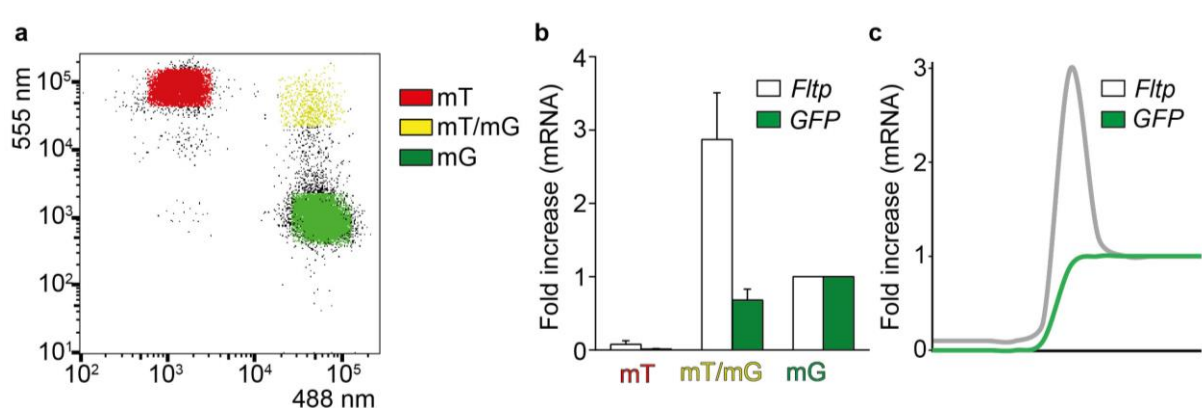 a
555 nm
10⁵
10⁴
10³
10²
10¹
10² 10³ 10⁴ 10⁵
488 nm
mT
mT/mG
mG
b
Fold increase (mRNA)
4
3
2
1
0
Fltp
GFP
mT mT/mG mG
c
Fold increase (mRNA)
3
2
1
0
Fltp
GFP